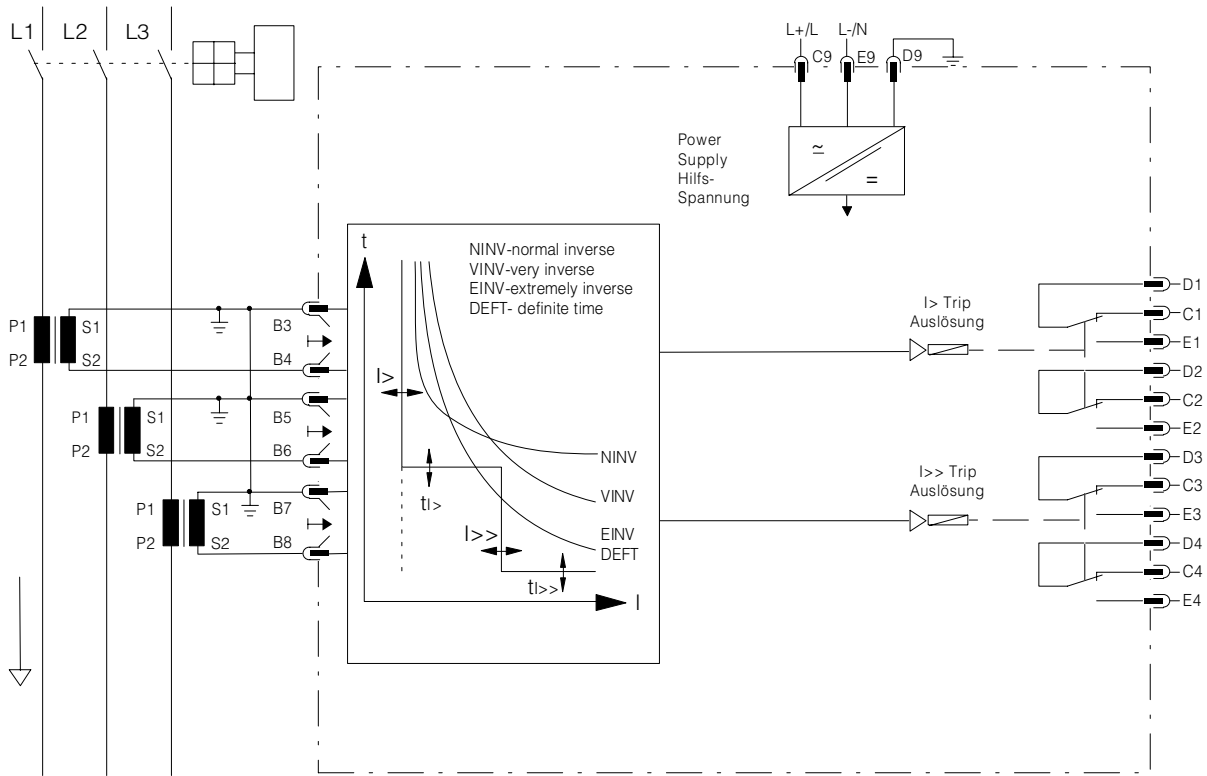 L1 L2 L3
L+/L L-/N
C9 E9 D9
Power
Supply
Hilfs-
Spannung
≃
=
t
NINV-normal inverse
VINV-very inverse
EINV-extremely inverse
DEFT- definite time
I>
NINV
tI>
VINV
I>>
EINV
DEFT
tI>>
I
P1 S1
P2 S2
P1 S1
P2 S2
P1 S1
P2 S2
B3
B4
B5
B6
B7
B8
I> Trip
Auslösung
I>> Trip
Auslösung
D1
C1
E1
D2
C2
E2
D3
C3
E3
D4
C4
E4